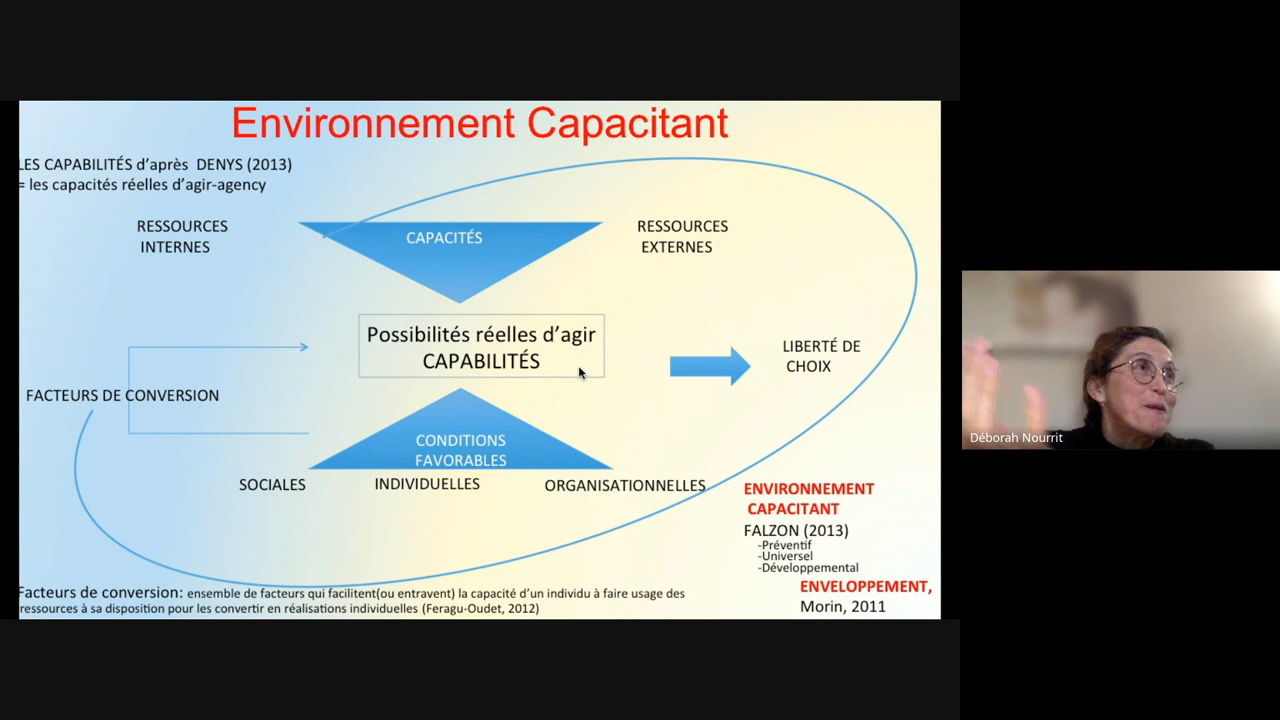 Environnement Capacitant
LES CAPABILITÉS d'après DENYS (2013)
= les capacités réelles d'agir-agency
RESSOURCES
INTERNES
CAPACITÉS
RESSOURCES
EXTERNES
Possibilités réelles d'agir
CAPABILITÉS
LIBERTÉ DE
CHOIX
FACTEURS DE CONVERSION
CONDITIONS
FAVORABLES
SOCIALES
INDIVIDUELLES
ORGANISATIONNELLES
ENVIRONNEMENT
CAPACITANT
FALZON (2013)
-Préventif
-Universel
-Développemental
ENVELOPPEMENT,
Morin, 2011
Facteurs de conversion: ensemble de facteurs qui facilitent(ou entravent) la capacité d'un individu à faire usage des
ressources à sa disposition pour les convertir en réalisations individuelles (Feragu-Oudet, 2012)
Déborah Nourrit